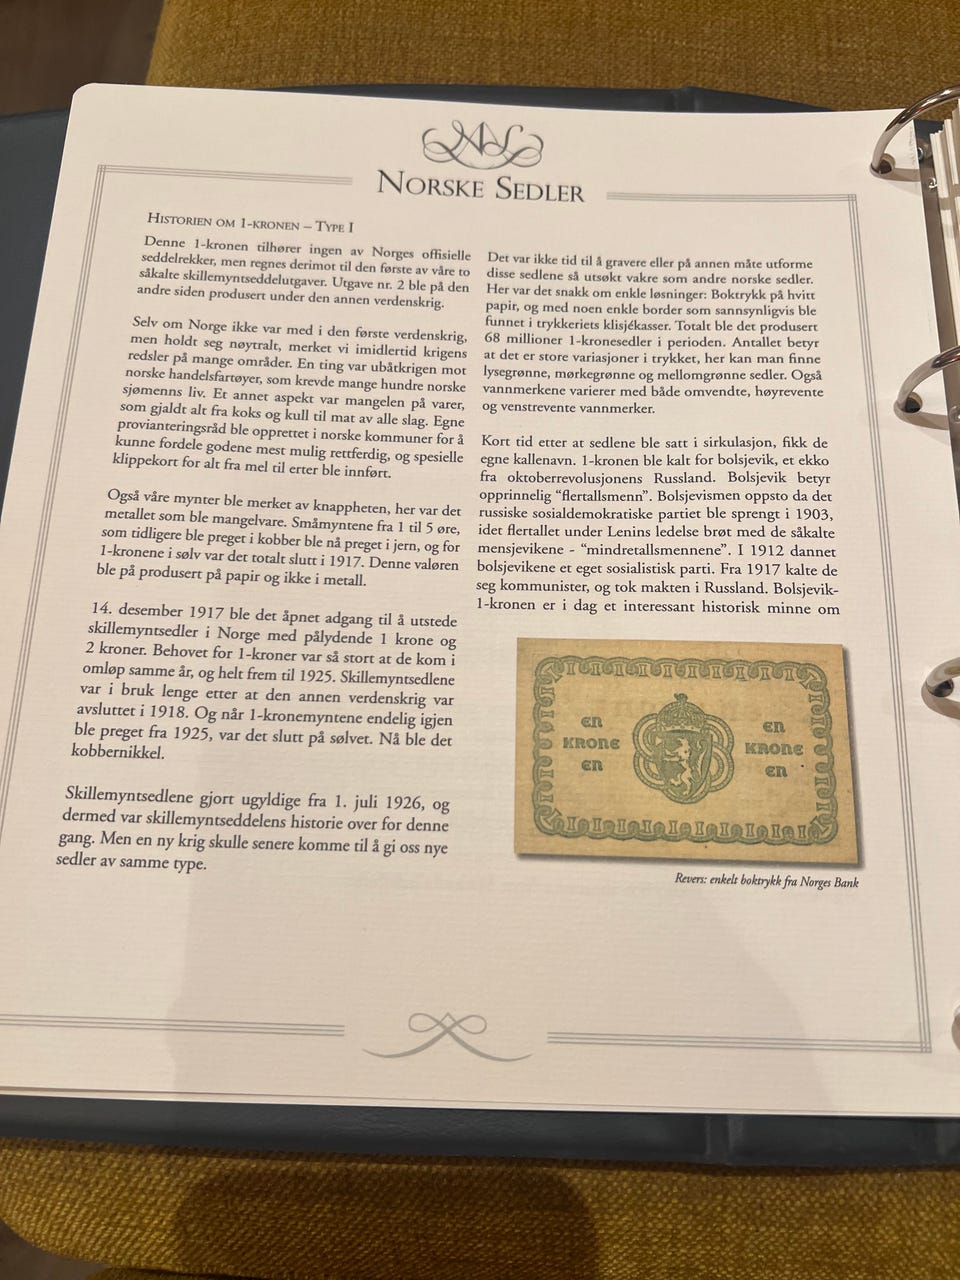 NS
NORSKE SEDLER
HISTORIEN OM 1-KRONEN – TYPE I
Denne 1-kronen tilhører ingen av Norges offisielle
seddelrekker, men regnes derimot til den første av våre to
såkalte skillemyntseddelutgaver. Utgave nr. 2 ble på den
andre siden produsert under den annen verdenskrig.
Selv om Norge ikke var med i den første verdenskrig,
men holdt seg nøytralt, merket vi imidlertid krigens
redsler på mange områder. En ting var ubåtkrigen mot
norske handelsfartøyer, som krevde mange hundre norske
sjømenns liv. Et annet aspekt var mangelen på varer,
som gjaldt alt fra koks og kull til mat av alle slag. Egne
provianteringsråd ble opprettet i norske kommuner for å
kunne fordele godene mest mulig rettferdig, og spesielle
klippekort for alt fra mel til erter ble innført.
Også våre mynter ble merket av knappheten, her var det
metallet som ble mangelvare. Småmyntene fra 1 til 5 øre,
som tidligere ble preget i kobber ble nå preget i jern, og for
1-kronene i sølv var det totalt slutt i 1917. Denne valøren
ble på produsert på papir og ikke i metall.
14. desember 1917 ble det åpnet adgang til å utstede
skillemyntsedler i Norge med pålydende 1 krone og
2 kroner. Behovet for 1-kroner var så stort at de kom i
omløp samme år, og helt frem til 1925. Skillemyntsedlene
var i bruk lenge etter at den annen verdenskrig var
avsluttet i 1918. Og når 1-kronemyntene endelig igjen
ble preget fra 1925, var det slutt på sølvet. Nå ble det
kobbernikkel.
Skillemyntsedlene gjort ugyldige fra 1. juli 1926, og
dermed var skillemyntseddelens historie over for denne
gang. Men en ny krig skulle senere komme til å gi oss nye
sedler av samme type.
Det var ikke tid til å gravere eller på annen måte utforme
disse sedlene så utsøkt vakre som andre norske sedler.
Her var det snakk om enkle løsninger: Boktrykk på hvitt
papir, og med noen enkle border som sannsynligvis ble
funnet i trykkeriets klisjékasser. Totalt ble det produsert
68 millioner 1-kronesedler i perioden. Antallet betyr
at det er store variasjoner i trykket, her kan man finne
lysegrønne, mørkegrønne og mellomgrønne sedler. Også
vannmerkene varierer med både omvendte, høyrevente
og venstrevente vannmerker.
Kort tid etter at sedlene ble satt i sirkulasjon, fikk de
egne kallenavn. 1-kronen ble kalt for bolsjevik, et ekko
fra oktoberrevolusjonens Russland. Bolsjevik betyr
opprinnelig “flertallsmenn”. Bolsjevismen oppsto da det
russiske sosialdemokratiske partiet ble sprengt i 1903,
idet flertallet under Lenins ledelse brøt med de såkalte
mensjevikene - “mindretallsmennene”. I 1912 dannet
bolsjevikene et eget sosialistisk parti. Fra 1917 kalte de
seg kommunister, og tok makten i Russland. Bolsjevik-
1-kronen er i dag et interessant historisk minne om
en
KRONE
en
en
KRONE
en
Revers: enkelt boktrykk fra Norges Bank